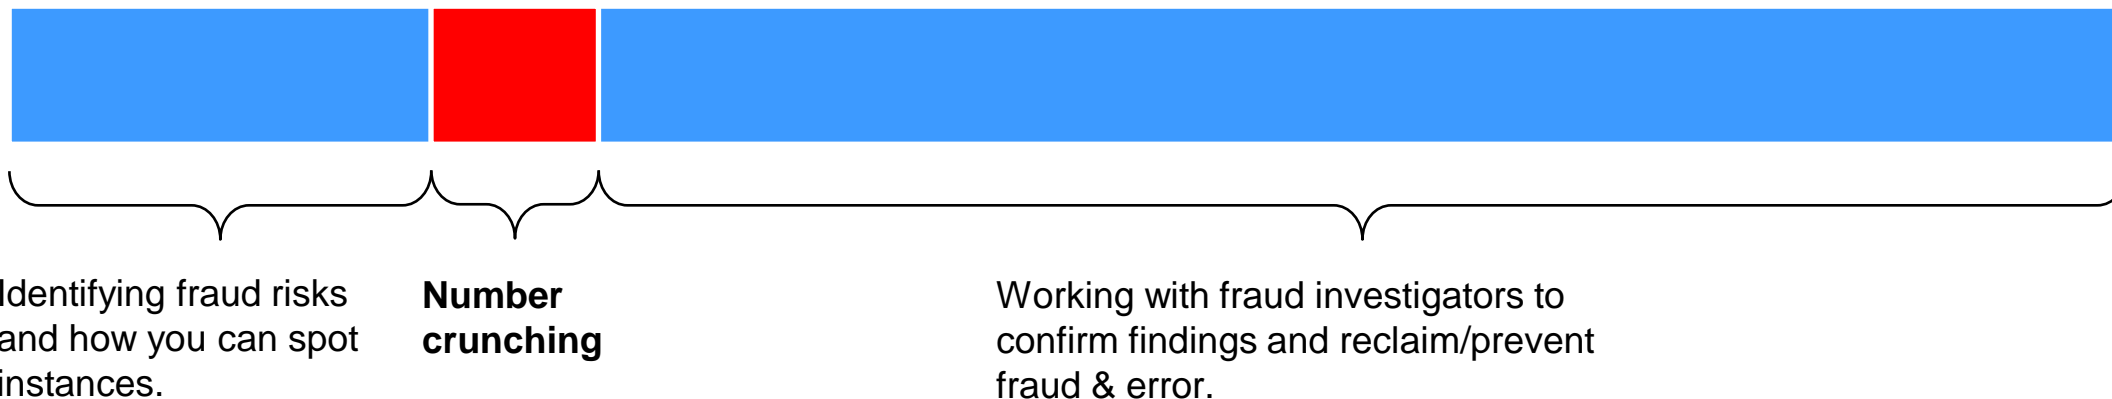 Identifying fraud risks
and how you can spot
instances.
Number
crunching
Working with fraud investigators to
confirm findings and reclaim/prevent
fraud & error.